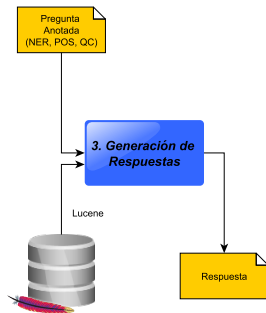 Pregunta
Anotada
(NER, POS, QC)
3. Generación de
Respuestas
Lucene
Respuesta